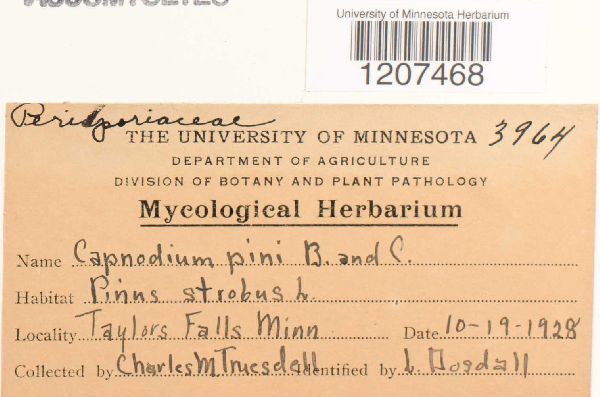 ASCOMYCETES
University of Minnesota Herbarium
1207468
Perisporiaceae
THE UNIVERSITY OF MINNESOTA 3964
DEPARTMENT OF AGRICULTURE
DIVISION OF BOTANY AND PLANT PATHOLOGY
Mycological Herbarium
Name Capnodium pini B. and C.
Habitat Pinus strobus L.
Locality Taylors Falls Minn Date 10-19-1928
Collected by Charles M Truesdell Identified by L Dosdall